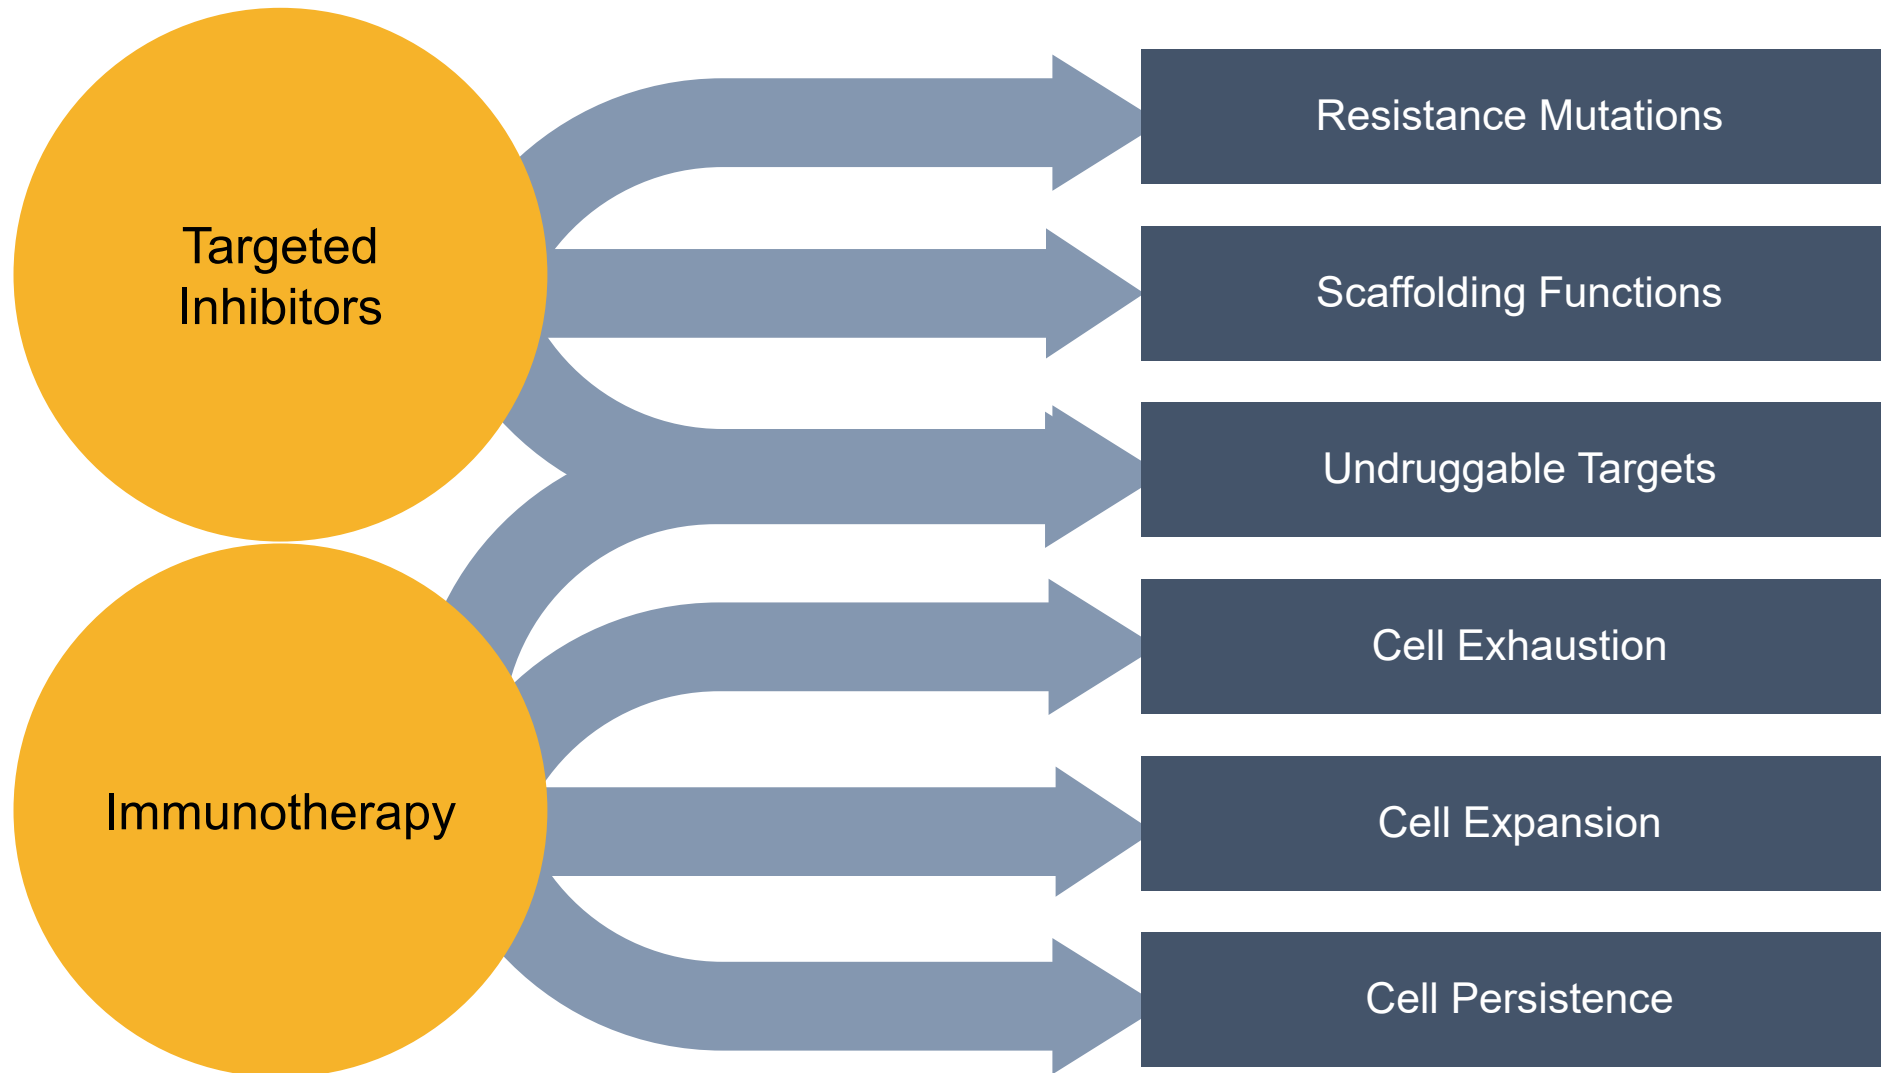 Targeted
Inhibitors
Immunotherapy
Resistance Mutations
Scaffolding Functions
Undruggable Targets
Cell Exhaustion
Cell Expansion
Cell Persistence